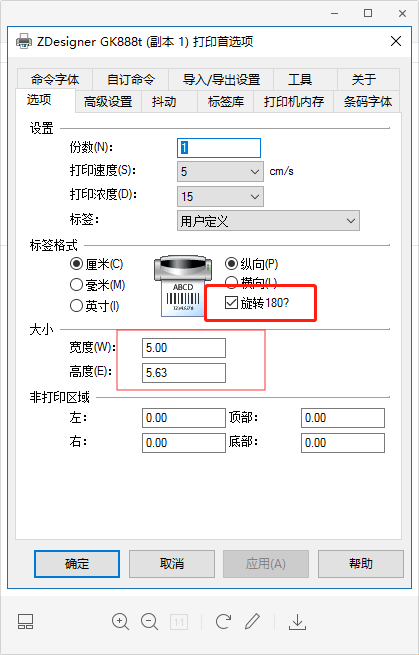 ZDesigner GK888t (副本 1) 打印首选项
命令字体 自订命令 导入/导出设置 工具 关于
选项 高级设置 抖动 标签库 打印机内存 条码字体
设置
份数(N): 1
打印速度(S): 5 cm/s
打印浓度(D): 15
标签: 用户定义
标签格式
厘米(C) 纵向(P)
毫米(M) 横向(L)
英寸(I) 旋转180?
ABCD
12345678
大小
宽度(W): 5.00
高度(E): 5.63
非打印区域
左: 0.00 顶部: 0.00
右: 0.00 底部: 0.00
确定 取消 应用(A) 帮助
1:1